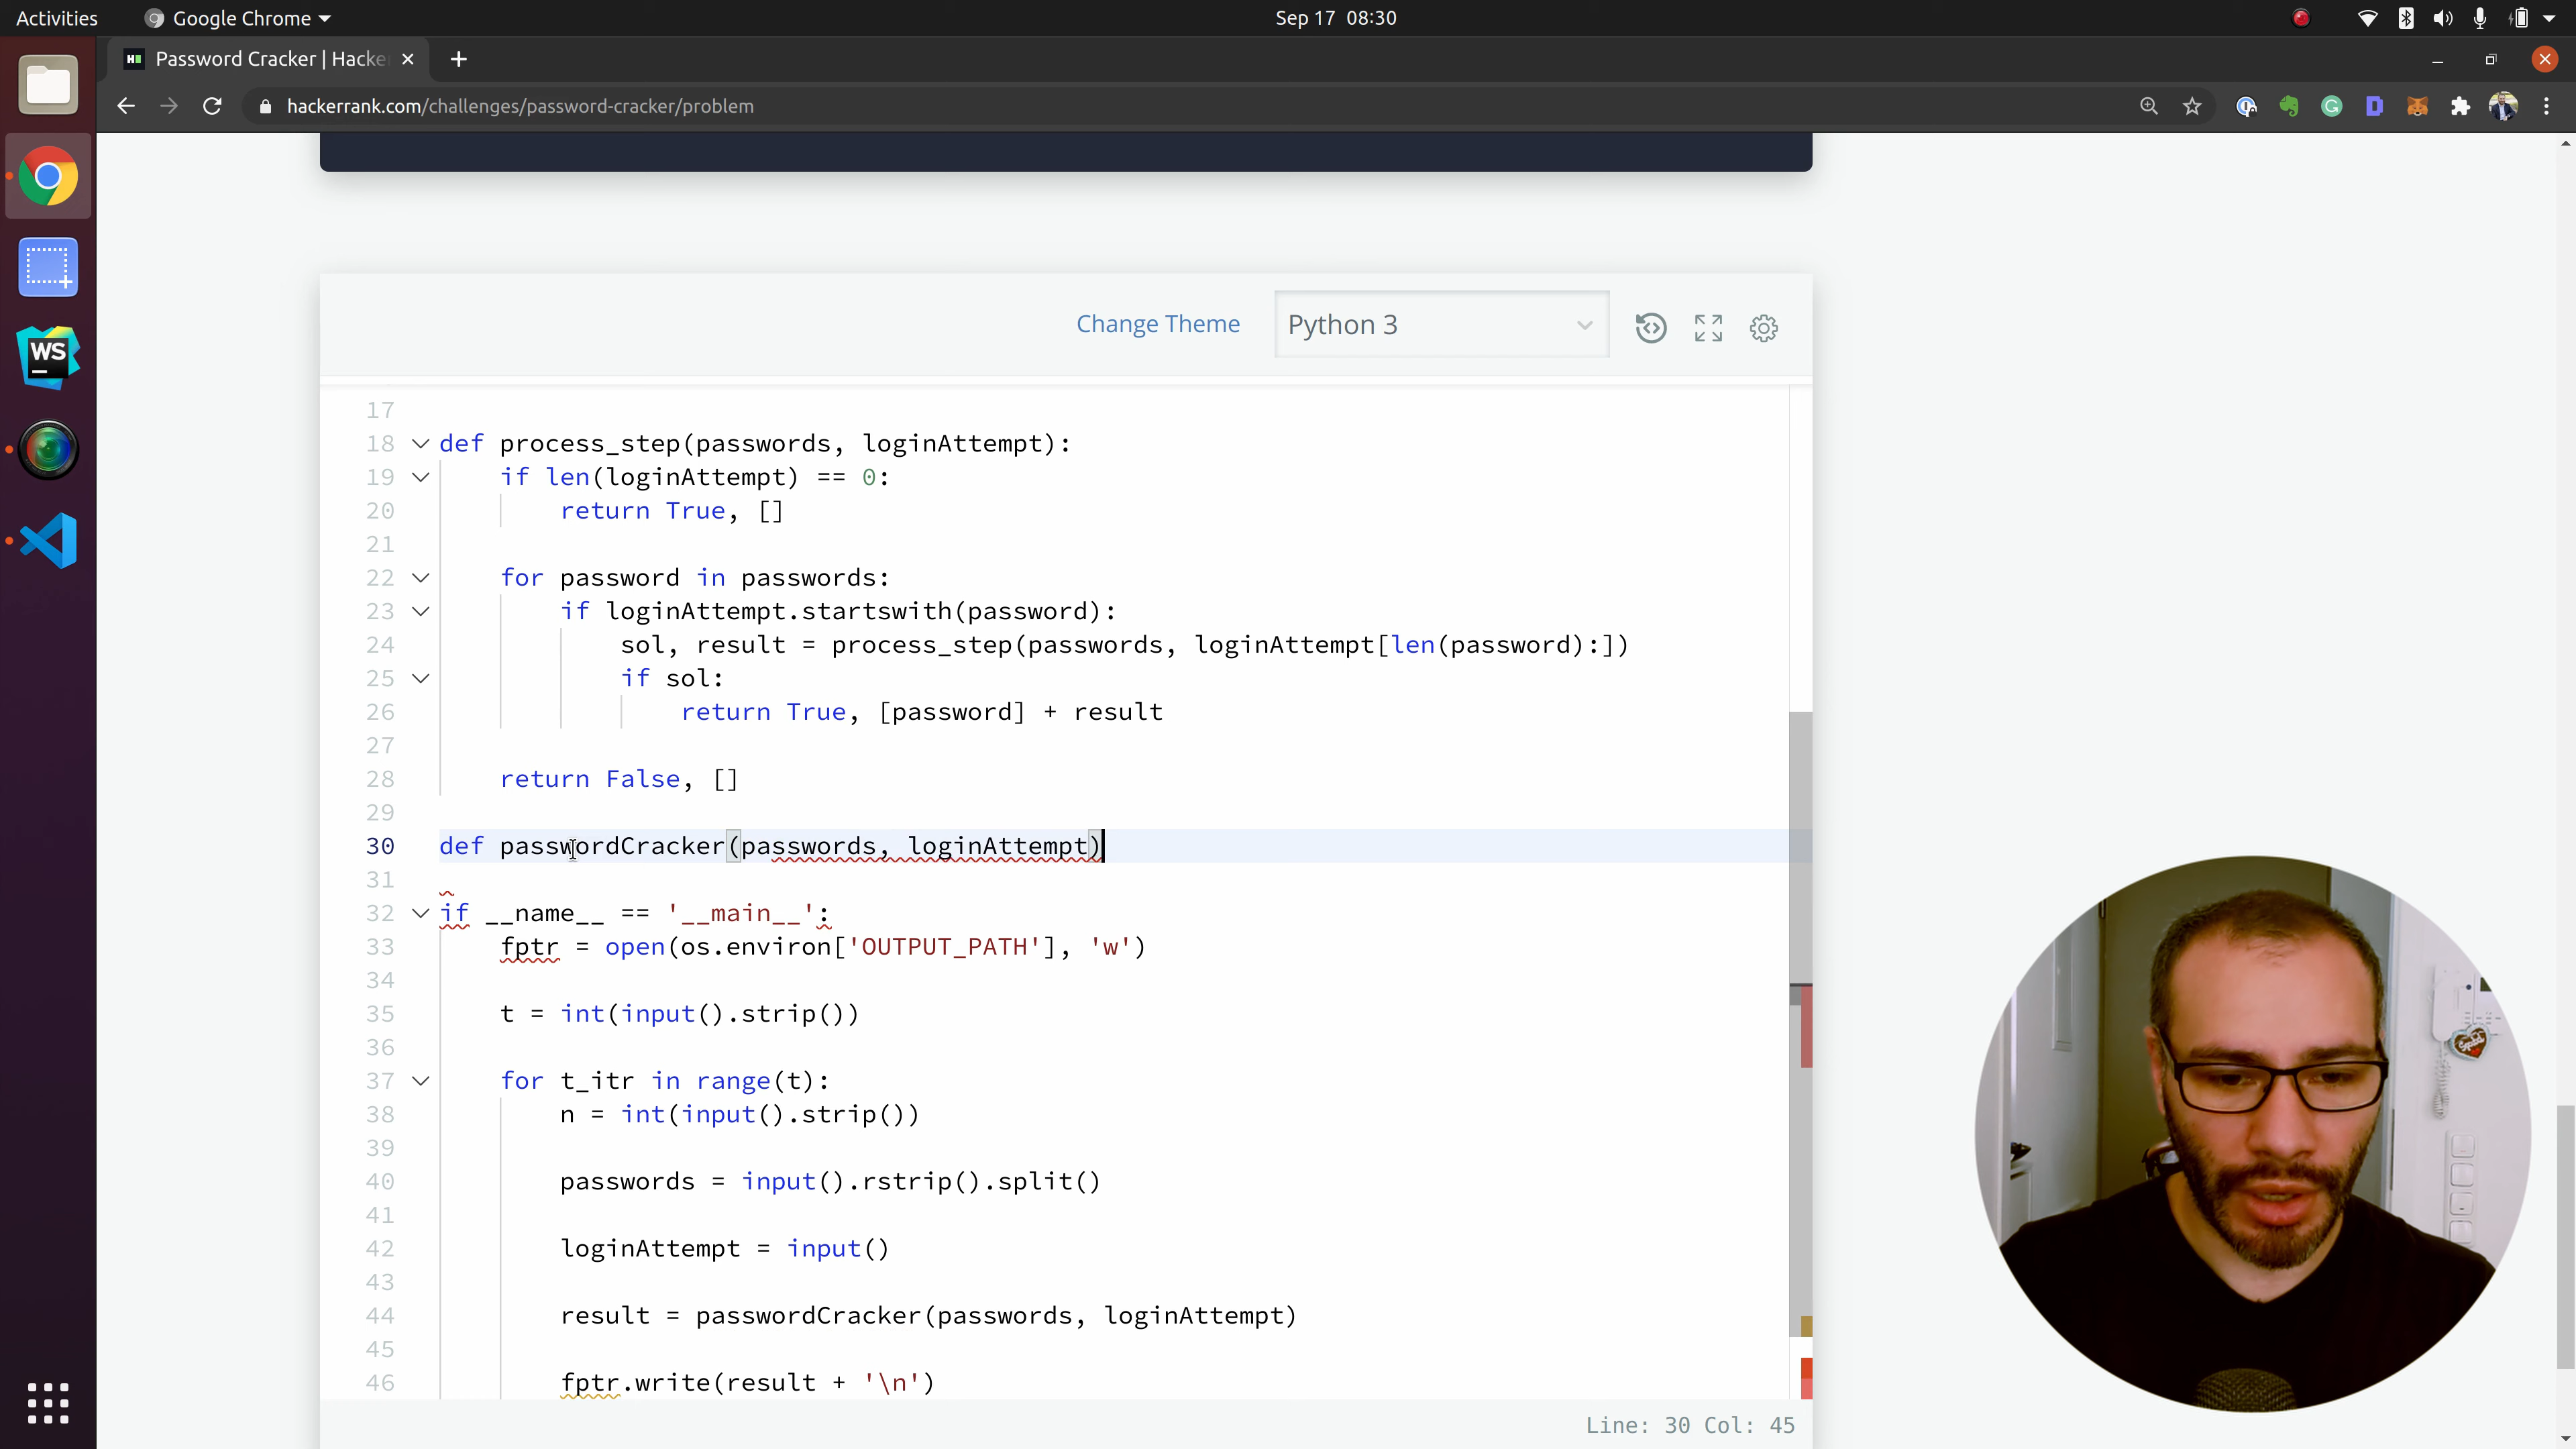 Activities
Google Chrome
Sep 17 08:30
Password Cracker | Hacke
hackerrank.com/challenges/password-cracker/problem
WS
Change Theme
Python 3
17
18 def process_step(passwords, loginAttempt):
19 if len(loginAttempt) == 0:
20 return True, []
21
22 for password in passwords:
23 if loginAttempt.startswith(password):
24 sol, result = process_step(passwords, loginAttempt[len(password):])
25 if sol:
26 return True, [password] + result
27
28 return False, []
29
30 def passwordCracker(passwords, loginAttempt)
31
32 if __name__ == '__main__':
33 fptr = open(os.environ['OUTPUT_PATH'], 'w')
34
35 t = int(input().strip())
36
37 for t_itr in range(t):
38 n = int(input().strip())
39
40 passwords = input().rstrip().split()
41
42 loginAttempt = input()
43
44 result = passwordCracker(passwords, loginAttempt)
45
46 fptr.write(result + '\n')
Line: 30 Col: 45